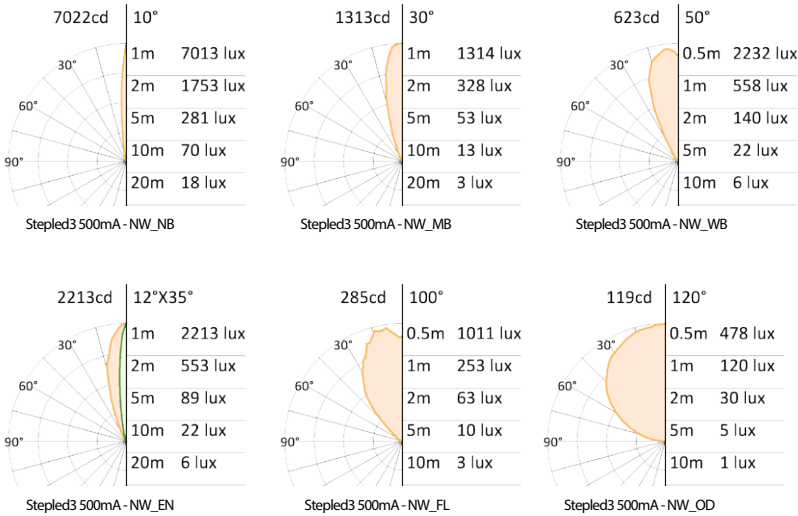 7022cd 10°
1m 7013 lux
30°
2m 1753 lux
60°
5m 281 lux
10m 70 lux
90°
20m 18 lux
Stepled3 500mA - NW_NB
1313cd 30°
1m 1314 lux
30°
2m 328 lux
60°
5m 53 lux
10m 13 lux
90°
20m 3 lux
Stepled3 500mA - NW_MB
623cd 50°
0.5m 2232 lux
30°
1m 558 lux
60°
2m 140 lux
5m 22 lux
90°
10m 6 lux
Stepled3 500mA - NW_WB
2213cd 12°X35°
1m 2213 lux
30°
2m 553 lux
60°
5m 89 lux
10m 22 lux
90°
20m 6 lux
Stepled3 500mA - NW_EN
285cd 100°
0.5m 1011 lux
30°
1m 253 lux
60°
2m 63 lux
5m 10 lux
90°
10m 3 lux
Stepled3 500mA - NW_FL
119cd 120°
0.5m 478 lux
30°
1m 120 lux
60°
2m 30 lux
5m 5 lux
90°
10m 1 lux
Stepled3 500mA - NW_OD